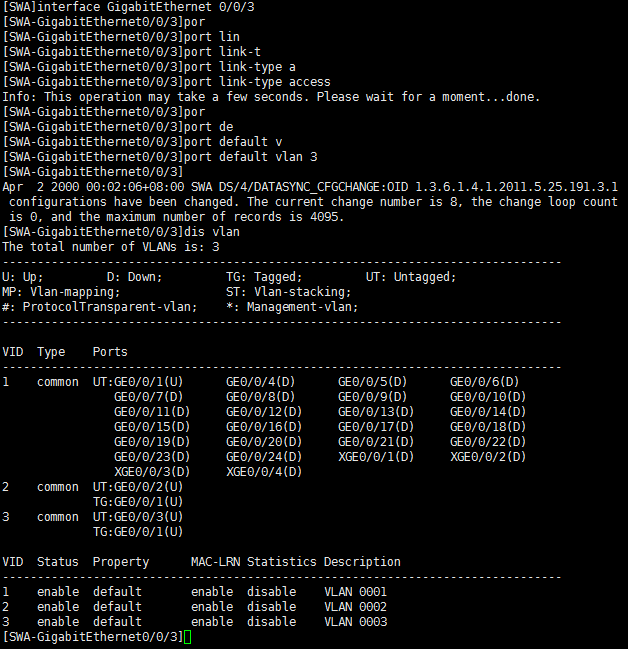 [SWA]interface GigabitEthernet 0/0/3
[SWA-GigabitEthernet0/0/3]por
[SWA-GigabitEthernet0/0/3]port lin
[SWA-GigabitEthernet0/0/3]port link-t
[SWA-GigabitEthernet0/0/3]port link-type a
[SWA-GigabitEthernet0/0/3]port link-type access
Info: This operation may take a few seconds. Please wait for a moment...done.
[SWA-GigabitEthernet0/0/3]por
[SWA-GigabitEthernet0/0/3]port de
[SWA-GigabitEthernet0/0/3]port default v
[SWA-GigabitEthernet0/0/3]port default vlan 3
[SWA-GigabitEthernet0/0/3]
Apr  2 2000 00:02:06+08:00 SWA DS/4/DATASYNC_CFGCHANGE:OID 1.3.6.1.4.1.2011.5.25.191.3.1
 configurations have been changed. The current change number is 8, the change loop count
 is 0, and the maximum number of records is 4095.
[SWA-GigabitEthernet0/0/3]dis vlan
The total number of VLANs is: 3
--------------------------------------------------------------------------------
U: Up;         D: Down;         TG: Tagged;         UT: Untagged;
MP: Vlan-mapping;               ST: Vlan-stacking;
#: ProtocolTransparent-vlan;    *: Management-vlan;
--------------------------------------------------------------------------------
VID  Type    Ports
--------------------------------------------------------------------------------
1    common  UT:GE0/0/1(U)      GE0/0/4(D)      GE0/0/5(D)      GE0/0/6(D)
                GE0/0/7(D)      GE0/0/8(D)      GE0/0/9(D)      GE0/0/10(D)
                GE0/0/11(D)     GE0/0/12(D)     GE0/0/13(D)     GE0/0/14(D)
                GE0/0/15(D)     GE0/0/16(D)     GE0/0/17(D)     GE0/0/18(D)
                GE0/0/19(D)     GE0/0/20(D)     GE0/0/21(D)     GE0/0/22(D)
                GE0/0/23(D)     GE0/0/24(D)     XGE0/0/1(D)     XGE0/0/2(D)
                XGE0/0/3(D)     XGE0/0/4(D)
2    common  UT:GE0/0/2(U)
             TG:GE0/0/1(U)
3    common  UT:GE0/0/3(U)
             TG:GE0/0/1(U)
VID  Status  Property      MAC-LRN Statistics Description
--------------------------------------------------------------------------------
1    enable  default       enable  disable    VLAN 0001
2    enable  default       enable  disable    VLAN 0002
3    enable  default       enable  disable    VLAN 0003
[SWA-GigabitEthernet0/0/3]